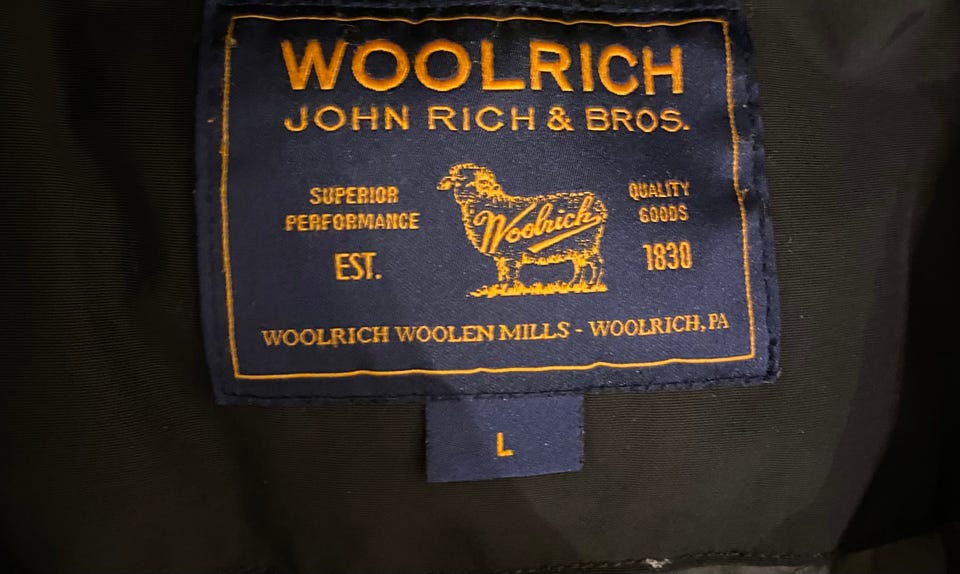 WOOLRICH
JOHN RICH & BROS.
SUPERIOR
PERFORMANCE
EST.
Woolrich
QUALITY
GOODS
1830
WOOLRICH WOOLEN MILLS - WOOLRICH, PA
L